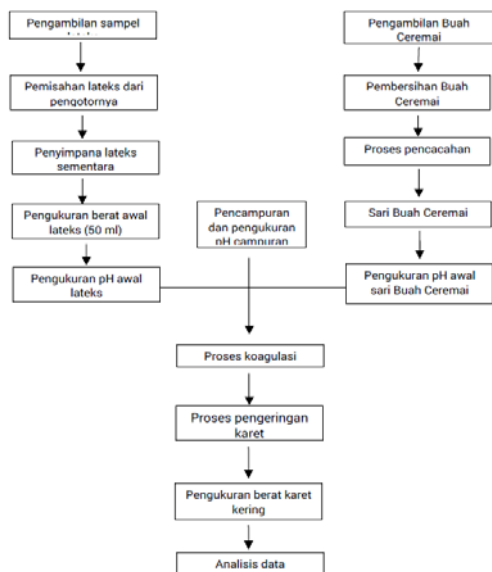 Pengambilan sampel
Pemisahan lateks dari
pengotornya
Penyimpana lateks
sementara
Pengukuran berat awal
lateks (50 ml)
Pengukuran pH awal
lateks
Pengambilan Buah
Ceremai
Pembersihan Buah
Ceremai
Proses pencacahan
Sari Buah Ceremai
Pengukuran pH awal
sari Buah Ceremai
Pencampuran
dan pengukuran
pH campuran
Proses koagulasi
Proses pengeringan
karet
Pengukuran berat karet
kering
Analisis data